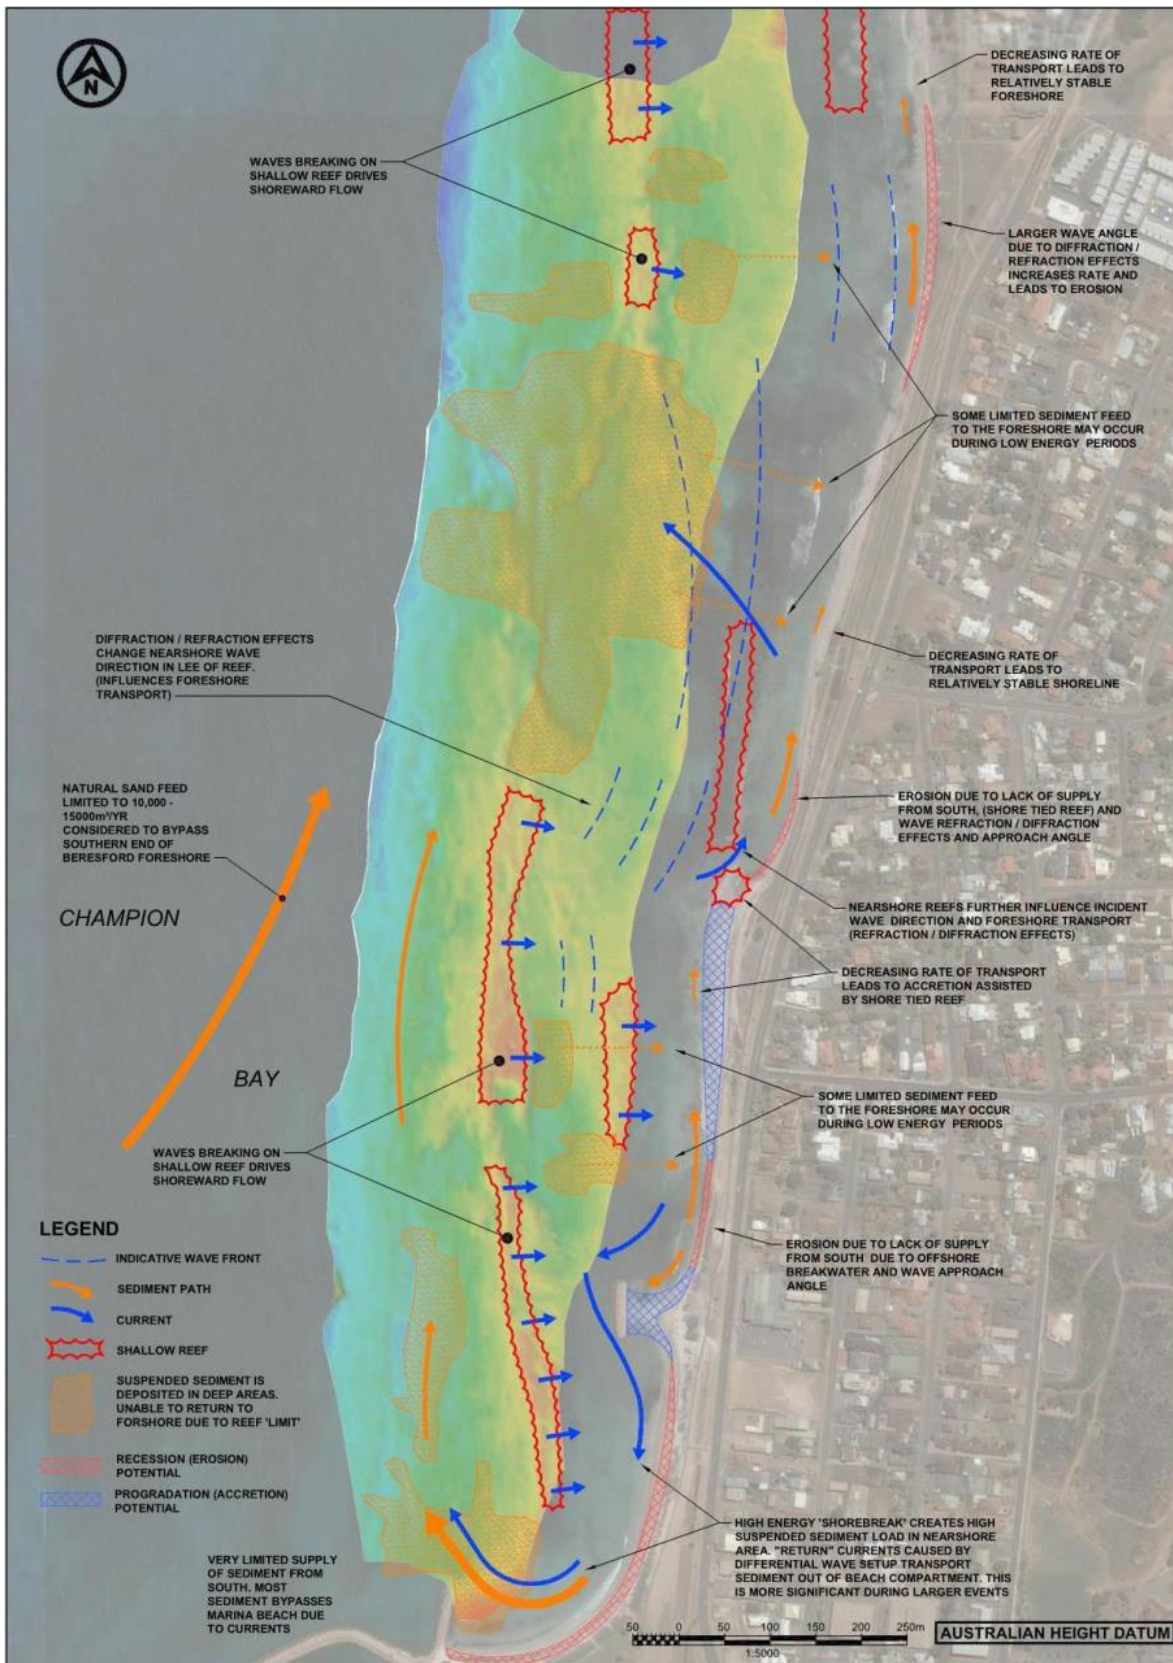 N
DECREASING RATE OF
TRANSPORT LEADS TO
RELATIVELY STABLE
FORESHORE
WAVES BREAKING ON
SHALLOW REEF DRIVES
SHOREWARD FLOW
LARGER WAVE ANGLE
DUE TO DIFFRACTION /
REFRACTION EFFECTS
INCREASES RATE AND
LEADS TO EROSION
SOME LIMITED SEDIMENT FEED
TO THE FORESHORE MAY OCCUR
DURING LOW ENERGY PERIODS
DIFFRACTION / REFRACTION EFFECTS
CHANGE NEARSHORE WAVE
DIRECTION IN LEE OF REEF.
(INFLUENCES FORESHORE
TRANSPORT)
DECREASING RATE OF
TRANSPORT LEADS TO
RELATIVELY STABLE SHORELINE
NATURAL SAND FEED
LIMITED TO 10,000 -
15000m³/YR
CONSIDERED TO BYPASS
SOUTHERN END OF
BERESFORD FORESHORE
EROSION DUE TO LACK OF SUPPLY
FROM SOUTH, (SHORE TIED REEF) AND
WAVE REFRACTION / DIFFRACTION
EFFECTS AND APPROACH ANGLE
CHAMPION
NEARSHORE REEFS FURTHER INFLUENCE INCIDENT
WAVE DIRECTION AND FORESHORE TRANSPORT
(REFRACTION / DIFFRACTION EFFECTS)
DECREASING RATE OF TRANSPORT
LEADS TO ACCRETION ASSISTED
BY SHORE TIED REEF
BAY
SOME LIMITED SEDIMENT FEED
TO THE FORESHORE MAY OCCUR
DURING LOW ENERGY PERIODS
WAVES BREAKING ON
SHALLOW REEF DRIVES
SHOREWARD FLOW
LEGEND
INDICATIVE WAVE FRONT
SEDIMENT PATH
CURRENT
SHALLOW REEF
SUSPENDED SEDIMENT IS
DEPOSITED IN DEEP AREAS.
UNABLE TO RETURN TO
FORSHORE DUE TO REEF 'LIMIT'
RECESSION (EROSION)
POTENTIAL
PROGRADATION (ACCRETION)
POTENTIAL
EROSION DUE TO LACK OF SUPPLY
FROM SOUTH DUE TO OFFSHORE
BREAKWATER AND WAVE APPROACH
ANGLE
HIGH ENERGY 'SHOREBREAK' CREATES HIGH
SUSPENDED SEDIMENT LOAD IN NEARSHORE
AREA. "RETURN" CURRENTS CAUSED BY
DIFFERENTIAL WAVE SETUP TRANSPORT
SEDIMENT OUT OF BEACH COMPARTMENT. THIS
IS MORE SIGNIFICANT DURING LARGER EVENTS
VERY LIMITED SUPPLY
OF SEDIMENT FROM
SOUTH. MOST
SEDIMENT BYPASSES
MARINA BEACH DUE
TO CURRENTS
50 0 50 100 150 200 250m
1:5000
AUSTRALIAN HEIGHT DATUM